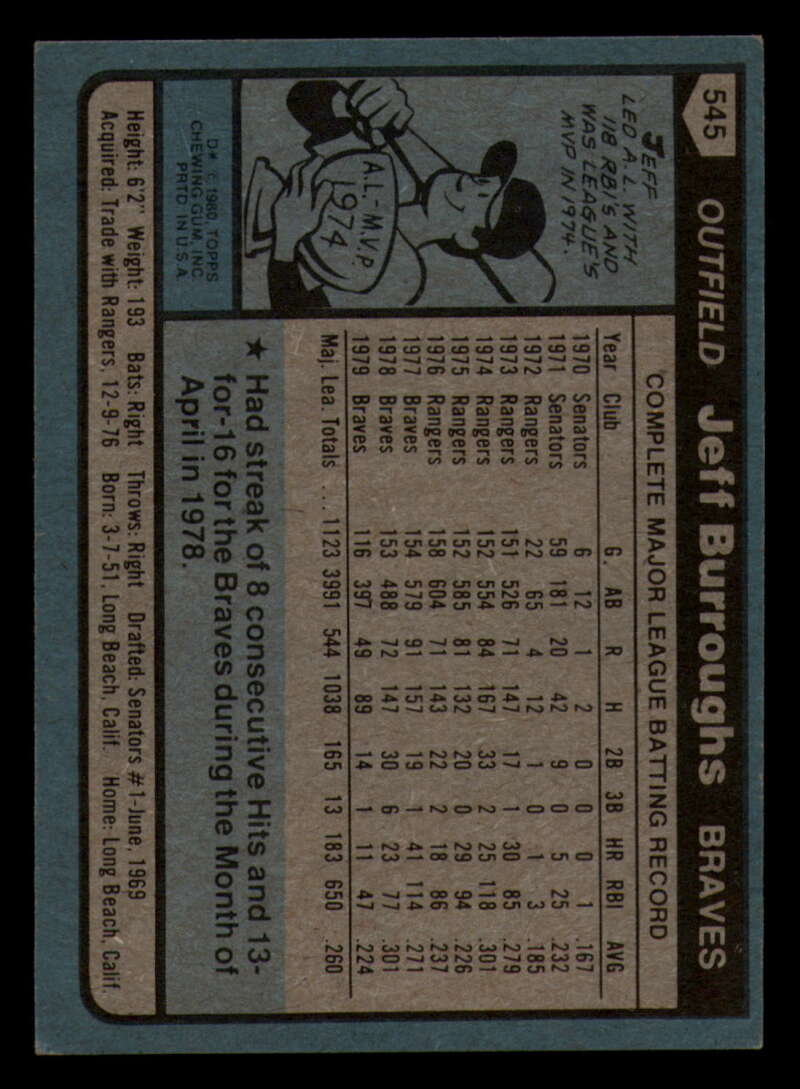 545 OUTFIELD Jeff Burroughs BRAVES
JEFF
LED A.L. WITH
118 RBI'S AND
WAS LEAGUE'S
MVP IN 1974.
A.L.-M.V.P.
1974
D* © 1980 TOPPS
CHEWING GUM, INC.
PRTD. IN U.S.A.
COMPLETE MAJOR LEAGUE BATTING RECORD
Year Club G. AB R H 2B 3B HR RBI AVG
1970 Senators 6 12 1 2 0 0 0 1 .167
1971 Senators 59 181 20 42 9 0 5 25 .232
1972 Rangers 22 65 4 12 1 0 1 3 .185
1973 Rangers 151 526 71 147 17 1 30 85 .279
1974 Rangers 152 554 84 167 33 2 25 118 .301
1975 Rangers 152 585 81 132 20 0 29 94 .226
1976 Rangers 158 604 71 143 22 2 18 86 .237
1977 Braves 154 579 91 157 19 1 41 114 .271
1978 Braves 153 488 72 147 30 6 23 77 .301
1979 Braves 116 397 49 89 14 1 11 47 .224
Maj. Lea. Totals ... 1123 3991 544 1038 165 13 183 650 .260
★ Had streak of 8 consecutive Hits and 13-
for-16 for the Braves during the Month of
April in 1978.
Height: 6'2" Weight: 193 Bats: Right Throws: Right Drafted: Senators #1-June, 1969
Acquired: Trade with Rangers, 12-9-76 Born: 3-7-51, Long Beach, Calif. Home: Long Beach, Calif.